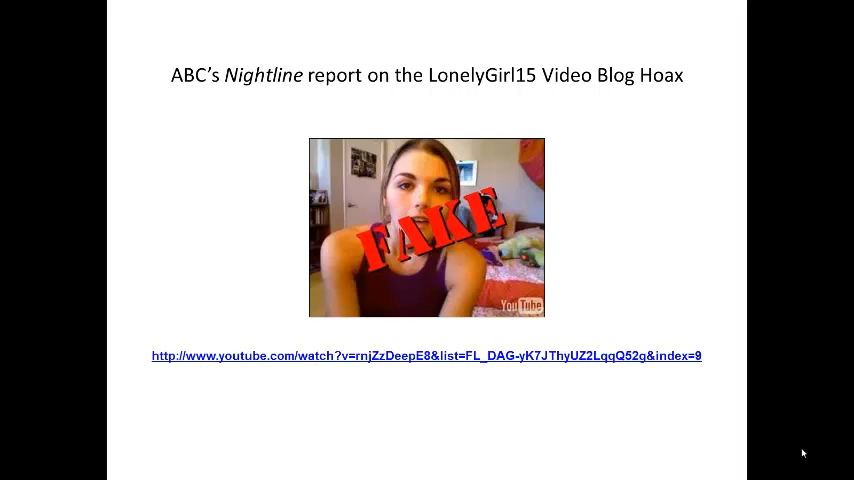 ABC's Nightline report on the LonelyGirl15 Video Blog Hoax
FAKE
YouTube
http://www.youtube.com/watch?v=rnjZzDeepE8&list=FL_DAG-yK7JThyUZ2LqqQ52g&index=9